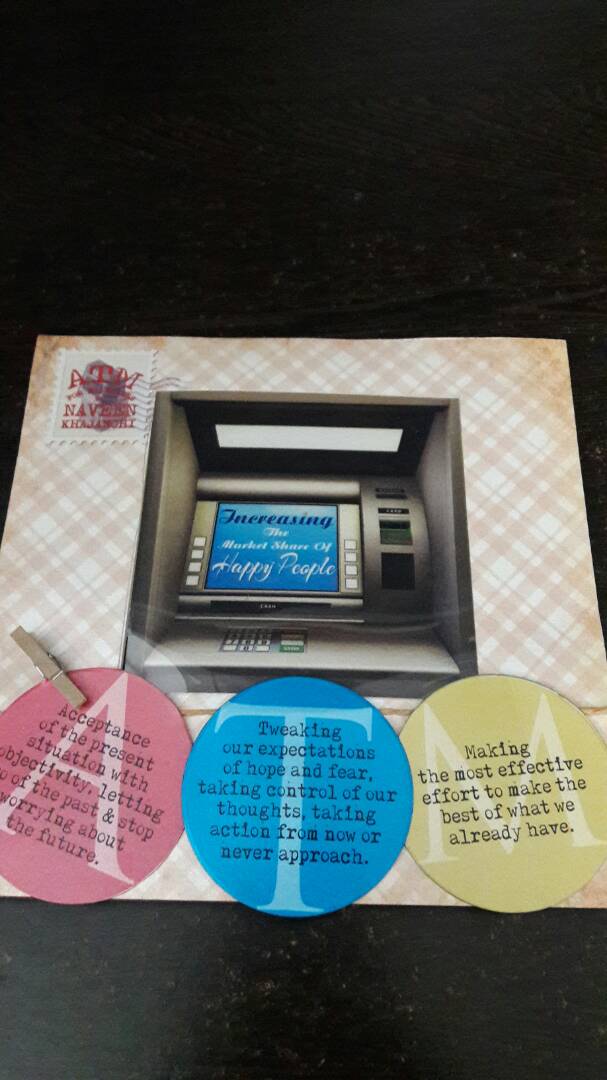 ATM
FOR
NAVEEN
KHAJANCHI
Increasing
The
Market Share Of
Happy People
CASH
CARD
A
Acceptance
of the present
situation with
objectivity, letting
go of the past & stop
worrying about
the future.
T
Tweaking
our expectations
of hope and fear,
taking control of our
thoughts, taking
action from now or
never approach.
M
Making
the most effective
effort to make the
best of what we
already have.